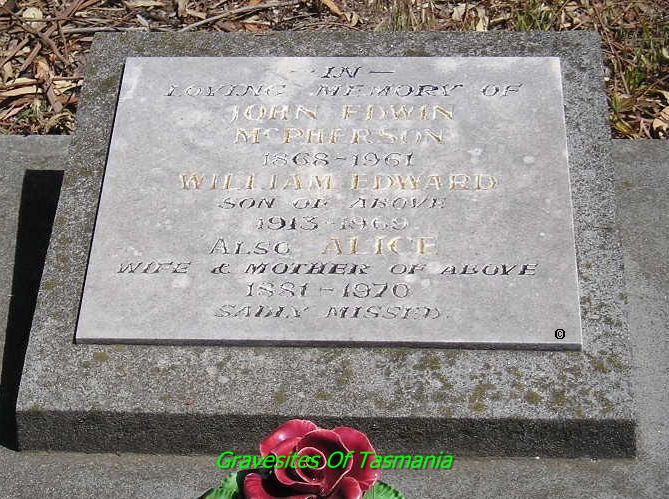 IN
LOVING MEMORY OF
JOHN EDWIN
McPHERSON
1868-1961
WILLIAM EDWARD
SON OF ABOVE
1913-1969
ALSO ALICE
WIFE & MOTHER OF ABOVE
1881-1970
SADLY MISSED.
©
Gravesites Of Tasmania